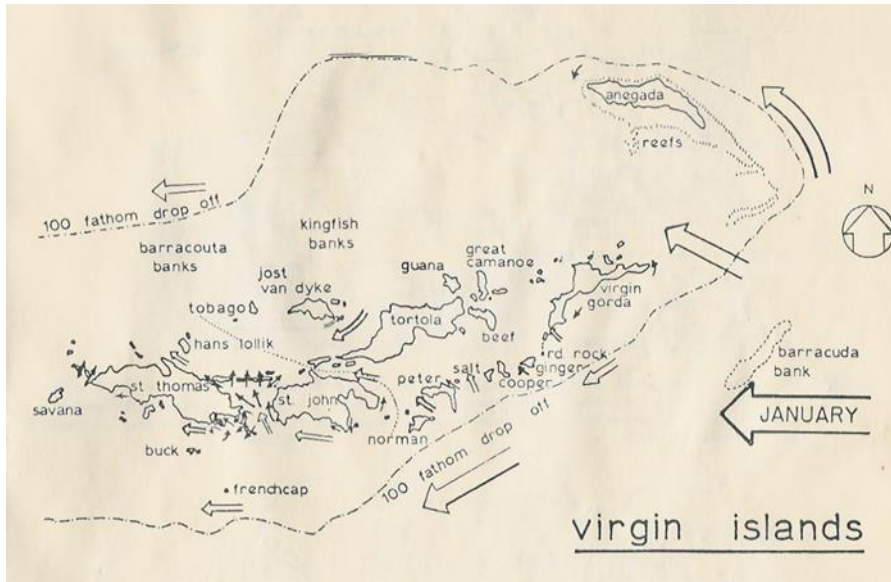 anegada
reefs
N
100 fathom drop off
barracouta
banks
kingfish
banks
great
camanoe
guana
jost
van dyke
virgin
gorda
tobago
tortola
beef
hans lollik
rd rock
ginger
barracuda
bank
salt
cooper
peter
st thomas
st. john
savana
JANUARY
norman
buck
100 fathom drop off
frenchcap
virgin islands